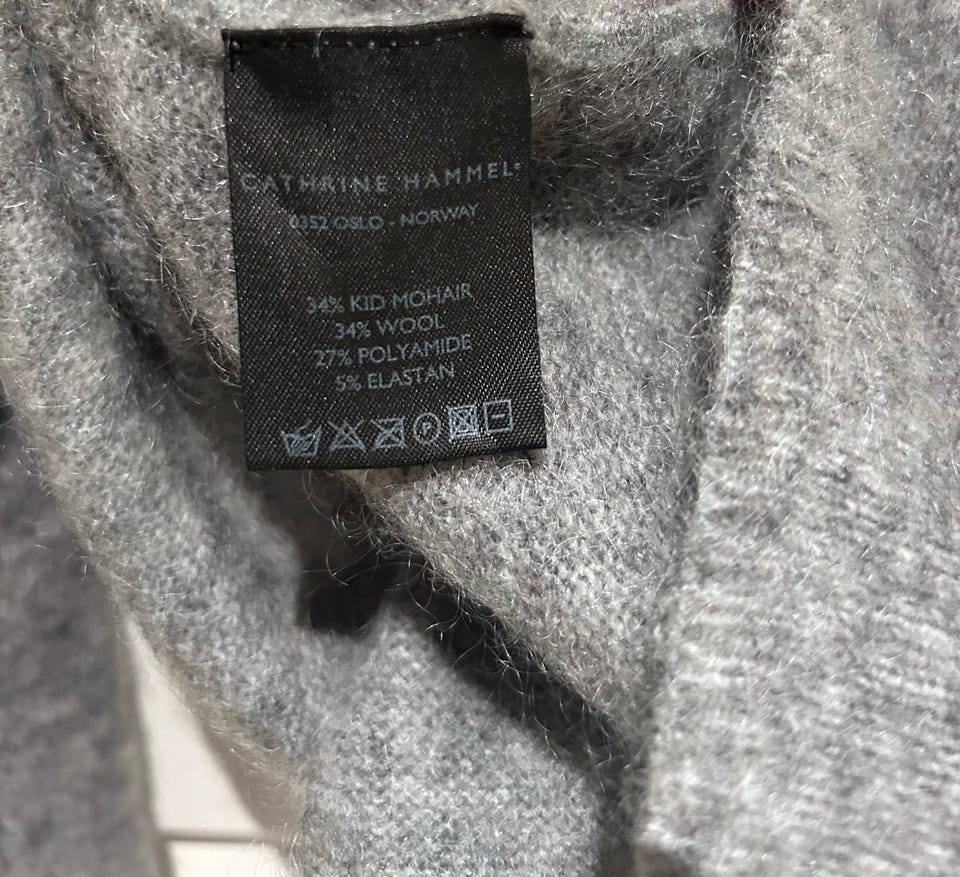 CATHRINE HAMMEL®
0352 OSLO - NORWAY
34% KID MOHAIR
34% WOOL
27% POLYAMIDE
5% ELASTAN
P